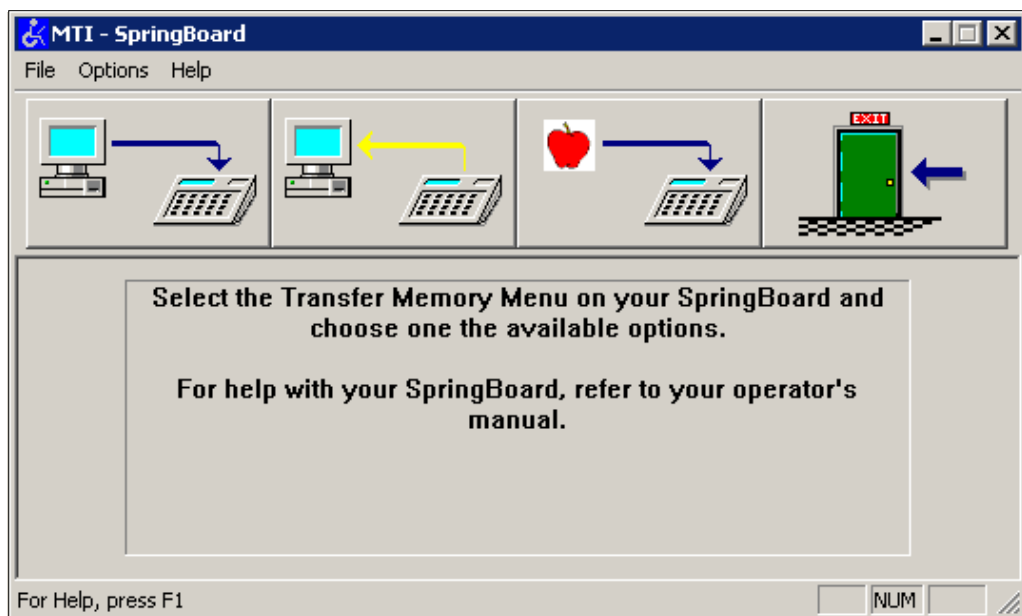 MTI - SpringBoard
File Options Help
EXIT
Select the Transfer Memory Menu on your SpringBoard and
choose one the available options.
For help with your SpringBoard, refer to your operator's
manual.
For Help, press F1
NUM